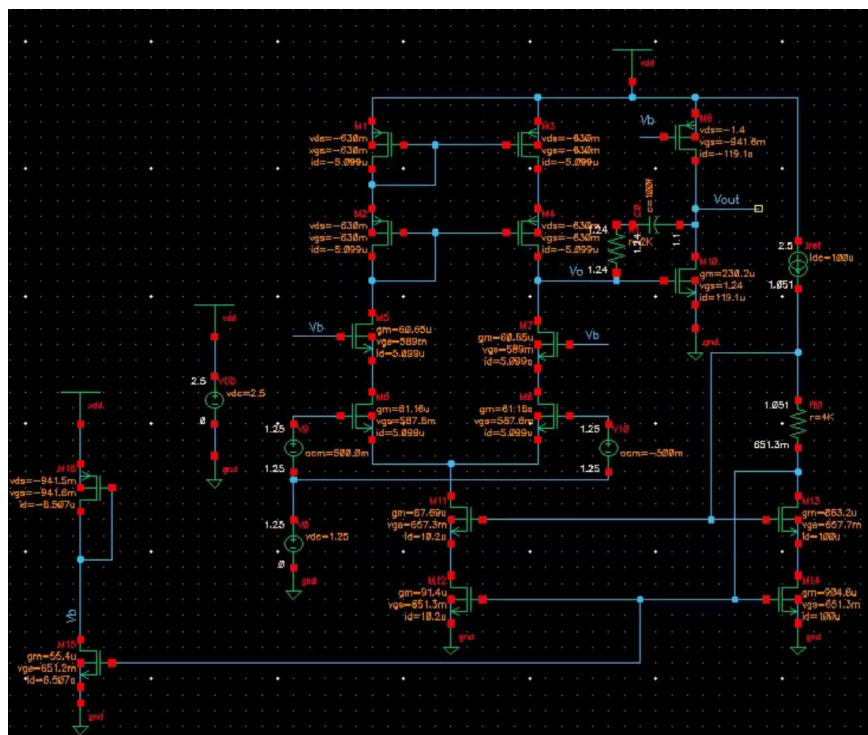 vdd
M1
vds=-630m
vgs=-630m
id=-5.099u
M3
vds=-630m
vgs=-630m
id=-5.099u
Vb
M9
vds=-1.4
vgs=-941.6m
id=-119.1u
M2
vds=-630m
vgs=-630m
id=-5.099u
M4
vds=-630m
vgs=-630m
id=-5.099u
C0
c=100f
Vout
1.24
1.24
1.1
r=2K
1.24
Vo
M10
gm=230.2u
vgs=1.24
id=119.1u
gnd
2.5
Iref
idc=100u
1.051
vdd
Vb
M5
gm=60.65u
vgs=589m
id=5.099u
M7
gm=60.65u
vgs=589m
id=5.099u
Vb
2.5
VDD
vdc=2.5
0
gnd
vdd
M6
gm=61.16u
vgs=587.6m
id=5.099u
M8
gm=61.16u
vgs=587.6m
id=5.099u
1.25
V9
acm=500.0m
1.25
1.25
V10
acm=-500m
1.25
1.051
r=4K
651.3m
M16
vds=-941.5m
vgs=-941.6m
id=-6.507u
1.25
V0
vdc=1.25
0
gnd
M11
gm=87.69u
vgs=657.3m
id=10.2u
M13
gm=863.2u
vgs=657.7m
id=100u
M12
gm=91.4u
vgs=651.3m
id=10.2u
gnd
M14
gm=904.8u
vgs=651.3m
id=100u
gnd
Vb
M15
gm=55.4u
vgs=651.2m
id=6.507u
gnd